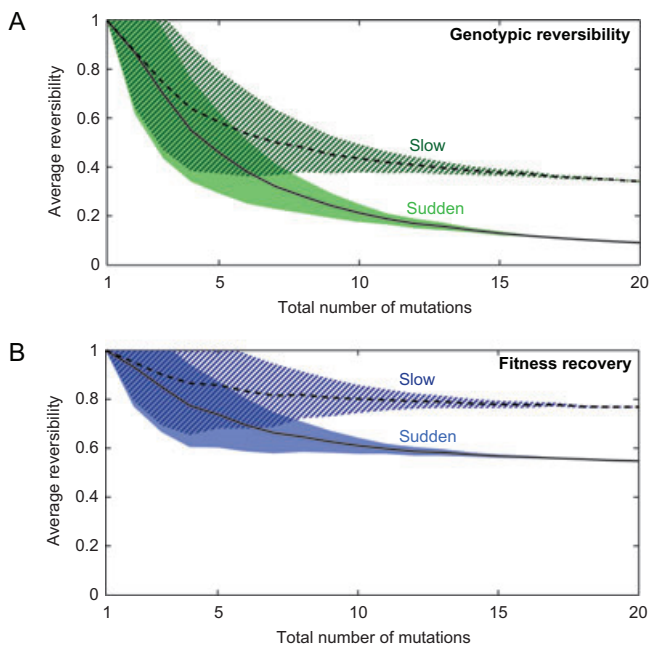 A
Genotypic reversibility
Average reversibility
1
0.8
0.6
0.4
0.2
0
Slow
Sudden
1
5
10
15
20
Total number of mutations
B
Fitness recovery
Average reversibility
1
0.8
0.6
0.4
0.2
0
Slow
Sudden
1
5
10
15
20
Total number of mutations